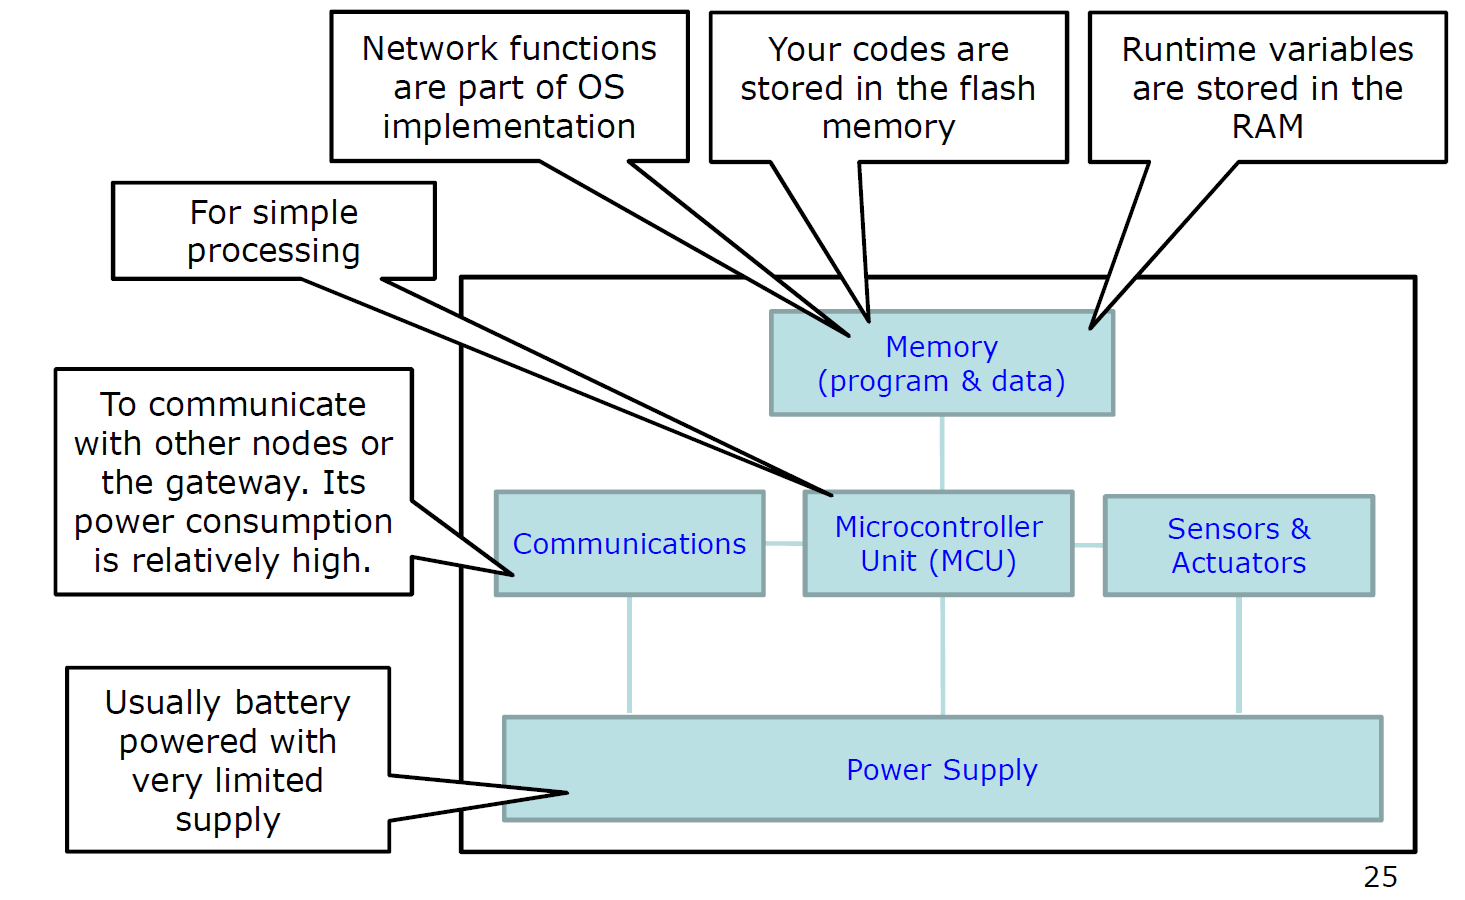 Network functions
are part of OS
implementation
Your codes are
stored in the flash
memory
Runtime variables
are stored in the
RAM
For simple
processing
To communicate
with other nodes or
the gateway. Its
power consumption
is relatively high.
Usually battery
powered with
very limited
supply
Memory
(program & data)
Communications
Microcontroller
Unit (MCU)
Sensors &
Actuators
Power Supply
25